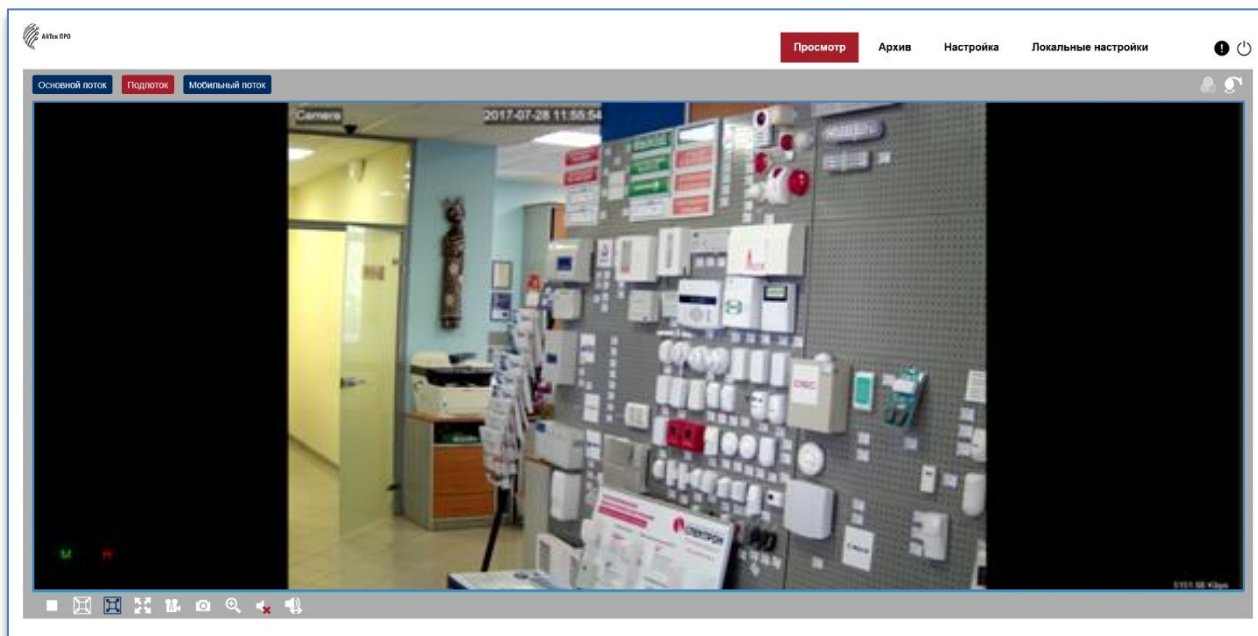 АйТек ПРО
Просмотр
Архив
Настройка
Локальные настройки
Основной поток
Подпоток
Мобильный поток
Camera
2017-07-28 11:55:54
СПЕКТРОН
M
R